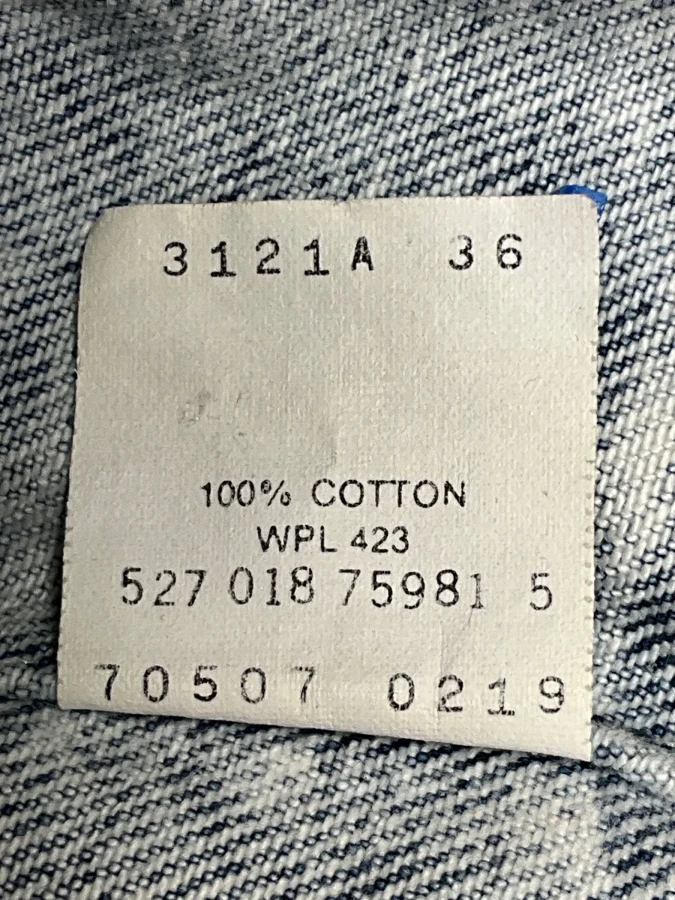 3121A 36
100% COTTON
WPL 423
527 018 75981 5
70507 0219